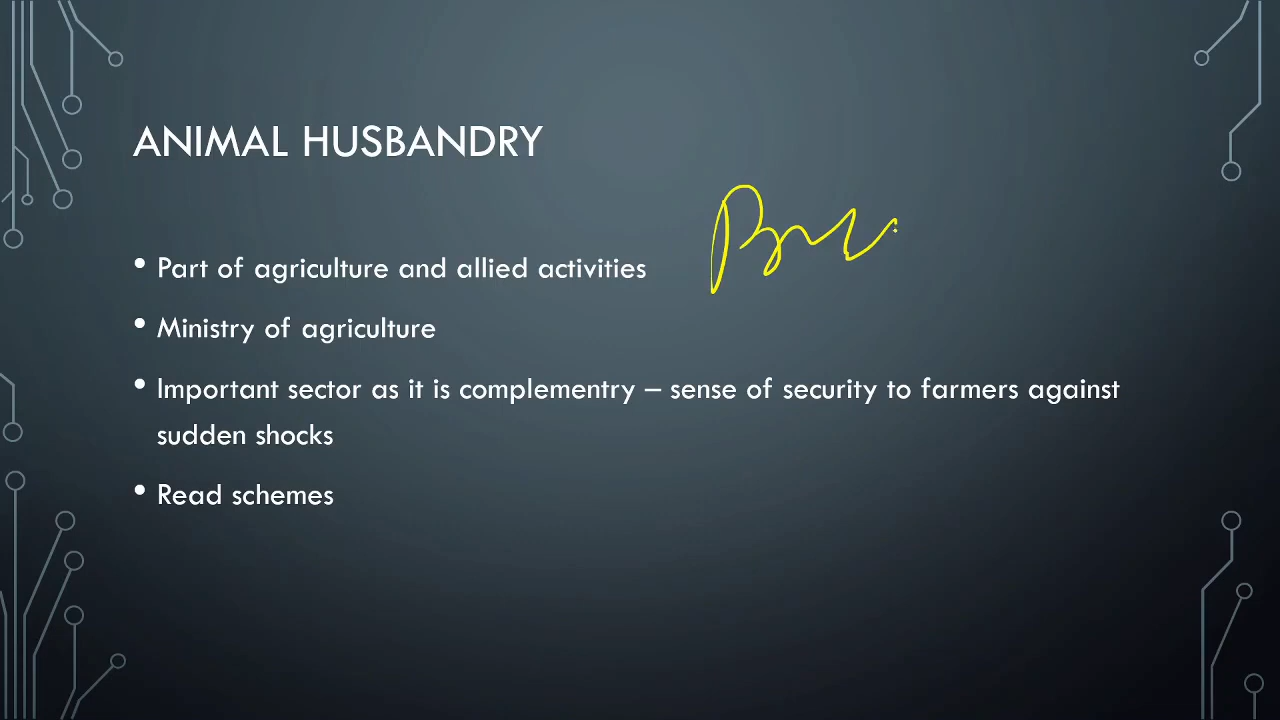 ANIMAL HUSBANDRY
• Part of agriculture and allied activities
• Ministry of agriculture
• Important sector as it is complementry – sense of security to farmers against
sudden shocks
• Read schemes